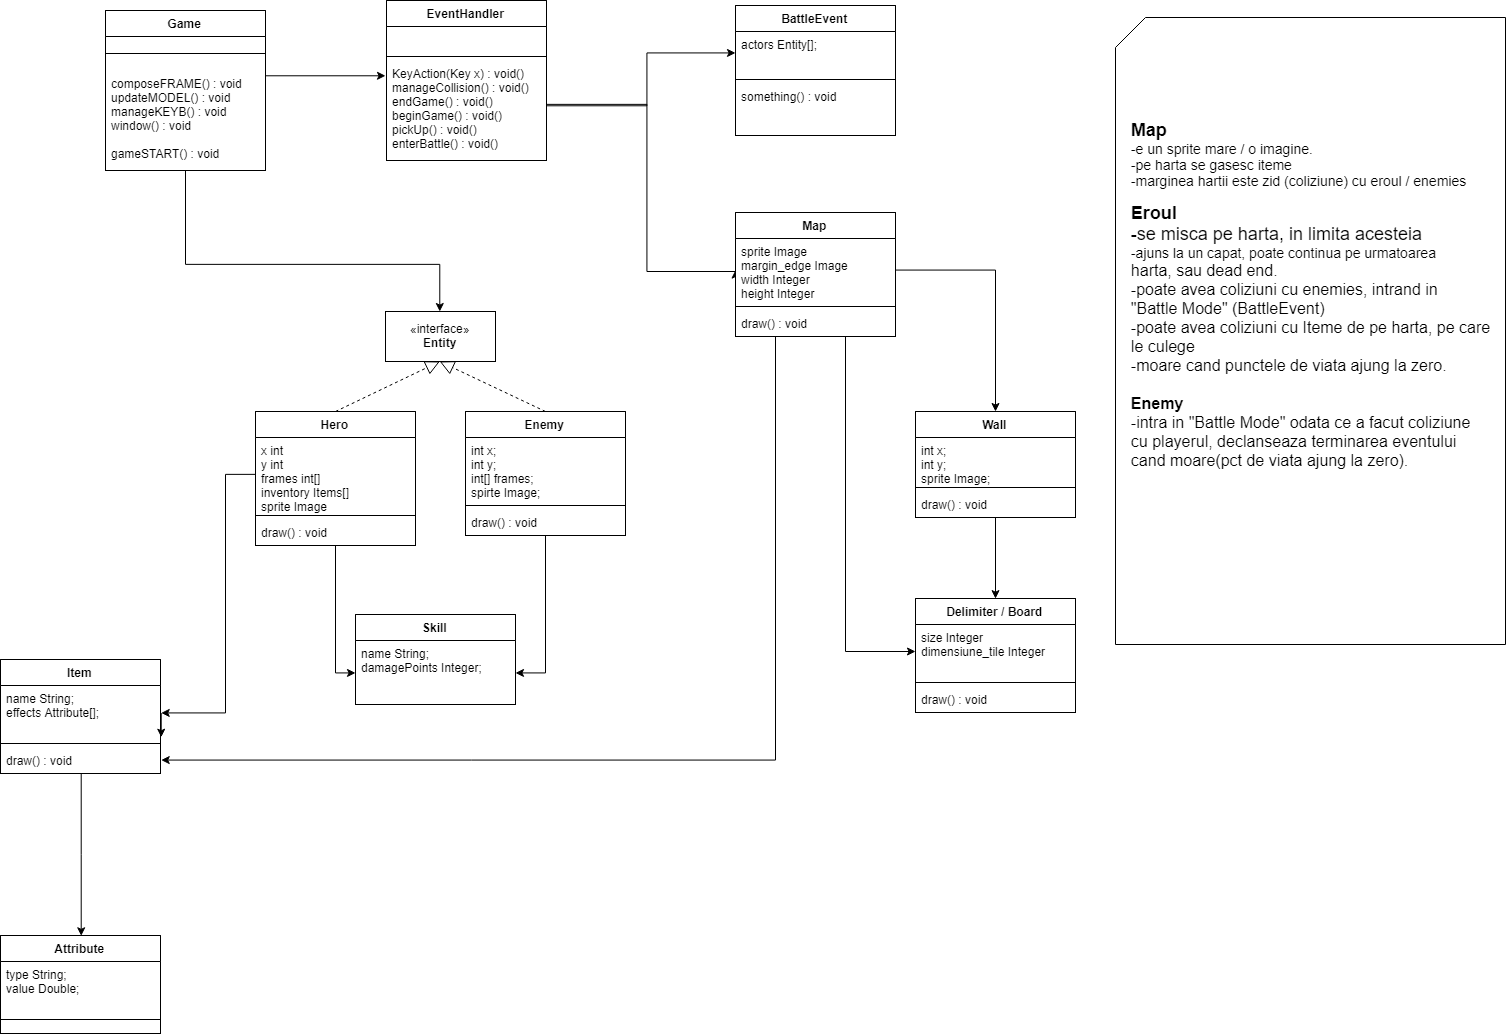 Game
composeFRAME() : void
updateMODEL() : void
manageKEYB() : void
window() : void
gameSTART() : void
EventHandler
KeyAction(Key x) : void()
manageCollision() : void()
endGame() : void()
beginGame() : void()
pickUp() : void()
enterBattle() : void()
BattleEvent
actors Entity[];
something() : void
Map
sprite Image
margin_edge Image
width Integer
height Integer
draw() : void
«interface»
Entity
Hero
x int
y int
frames int[]
inventory Items[]
sprite Image
draw() : void
Enemy
int x;
int y;
int[] frames;
spirte Image;
draw() : void
Wall
int x;
int y;
sprite Image;
draw() : void
Skill
name String;
damagePoints Integer;
Delimiter / Board
size Integer
dimensiune_tile Integer
draw() : void
Item
name String;
effects Attribute[];
draw() : void
Attribute
type String;
value Double;
Map
-e un sprite mare / o imagine.
-pe harta se gasesc iteme
-marginea hartii este zid (coliziune) cu eroul / enemies
Eroul
-se misca pe harta, in limita acesteia
-ajuns la un capat, poate continua pe urmatoarea
harta, sau dead end.
-poate avea coliziuni cu enemies, intrand in
"Battle Mode" (BattleEvent)
-poate avea coliziuni cu Iteme de pe harta, pe care
le culege
-moare cand punctele de viata ajung la zero.
Enemy
-intra in "Battle Mode" odata ce a facut coliziune
cu playerul, declanseaza terminarea eventului
cand moare(pct de viata ajung la zero).